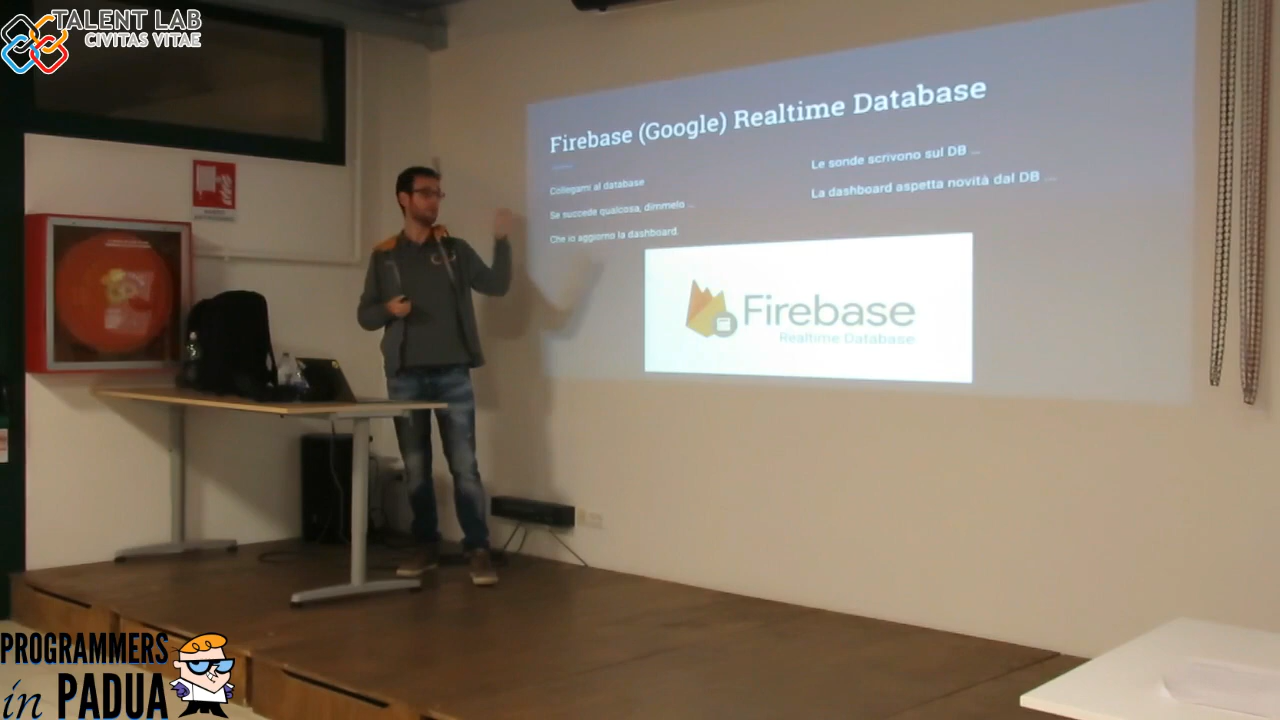 TALENT LAB
CIVITAS VITAE
Firebase (Google) Realtime Database
Collegami al database
Se succede qualcosa, dimmelo ...
Che io aggiorno la dashboard.
Le sonde scrivono sul DB ...
La dashboard aspetta novità dal DB ...
Firebase
Realtime Database
PROGRAMMERS
in PADUA